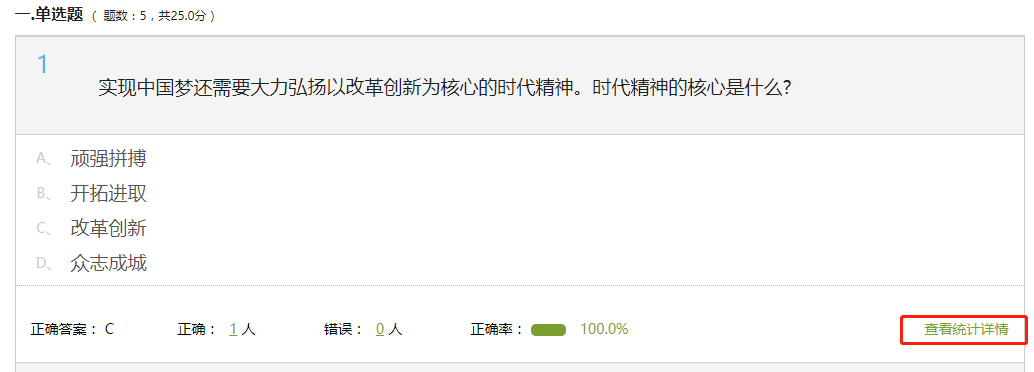 一.单选题 （ 题数：5，共25.0分 ）
1
实现中国梦还需要大力弘扬以改革创新为核心的时代精神。时代精神的核心是什么?
A、 顽强拼搏
B、 开拓进取
C、 改革创新
D、 众志成城
正确答案： C 正确： 1 人 错误： 0 人 正确率： 100.0% 查看统计详情